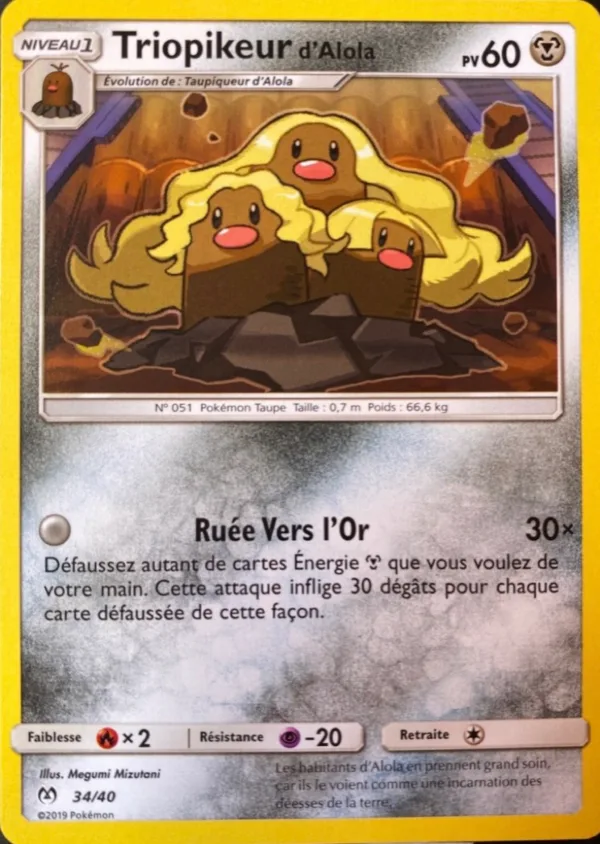 NIVEAU 1 Triopikeur d'Alola PV 60
Évolution de : Taupiqueur d'Alola
N° 051 Pokémon Taupe Taille : 0,7 m Poids : 66,6 kg
Ruée Vers l'Or 30×
Défaussez autant de cartes Énergie que vous voulez de
votre main. Cette attaque inflige 30 dégâts pour chaque
carte défaussée de cette façon.
Faiblesse ×2 Résistance -20 Retraite
Illus. Megumi Mizutani
34/40
©2019 Pokémon
Les habitants d'Alola en prennent grand soin,
car ils le voient comme une incarnation des
déesses de la terre.